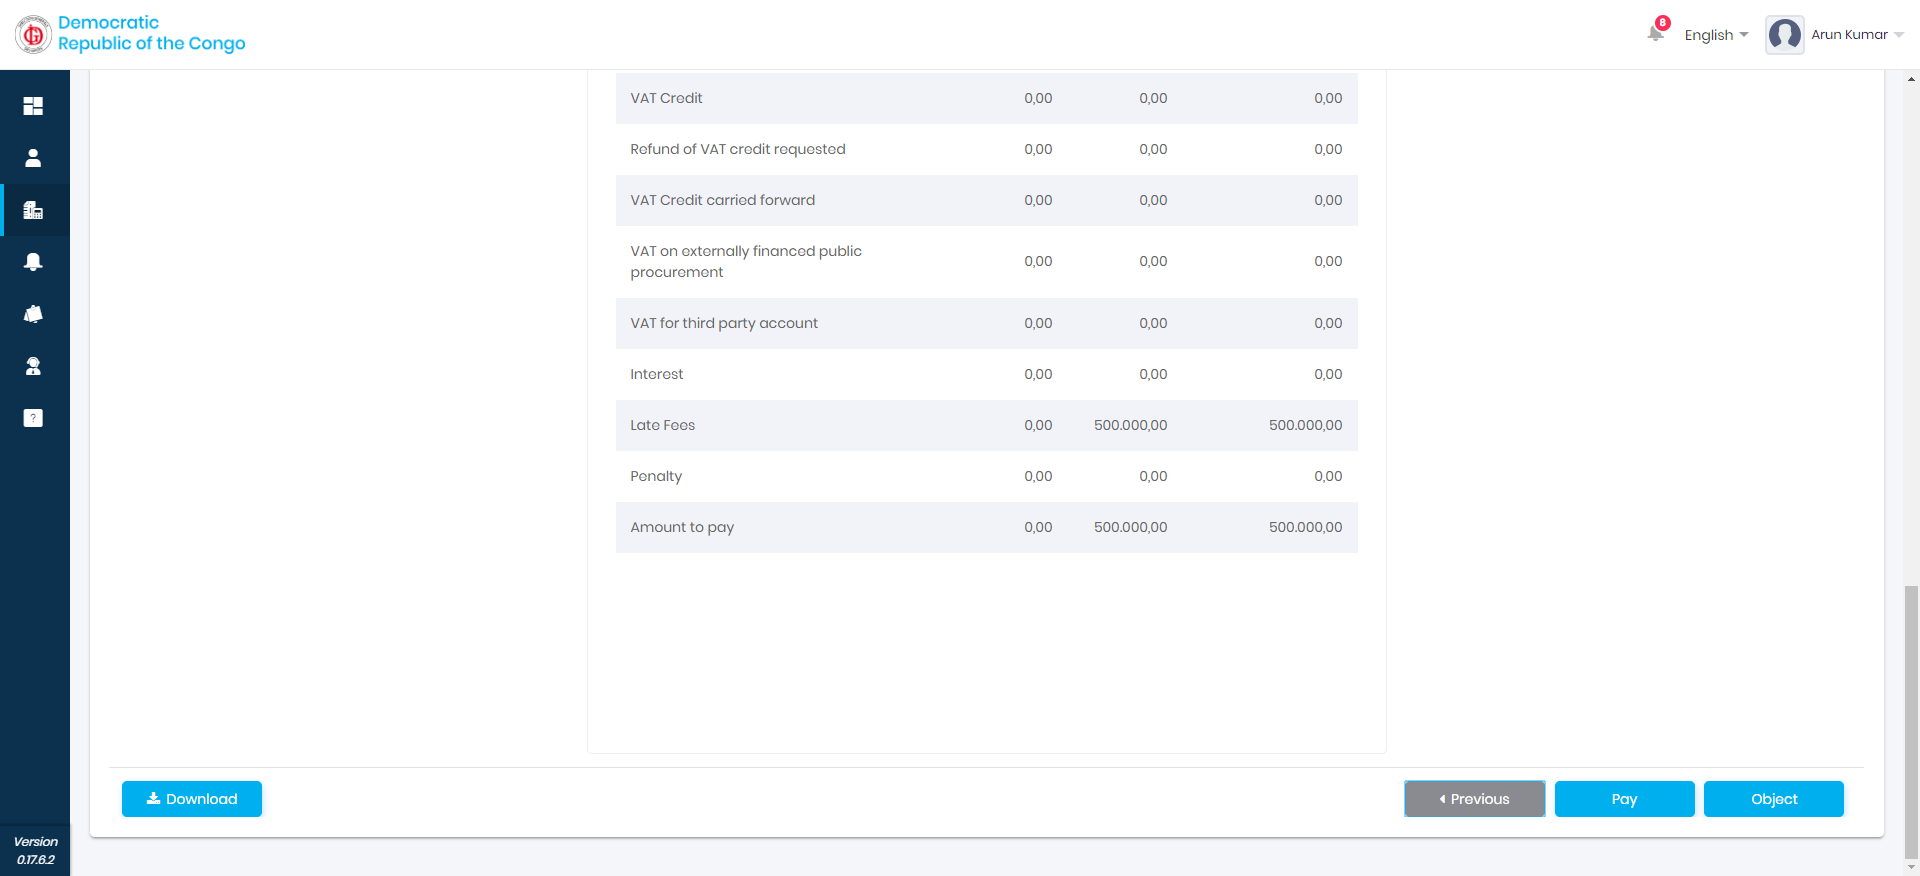 Democratic
Republic of the Congo
8
English
Arun Kumar
VAT Credit 0,00 0,00 0,00
Refund of VAT credit requested 0,00 0,00 0,00
VAT Credit carried forward 0,00 0,00 0,00
VAT on externally financed public
procurement 0,00 0,00 0,00
VAT for third party account 0,00 0,00 0,00
Interest 0,00 0,00 0,00
Late Fees 0,00 500.000,00 500.000,00
Penalty 0,00 0,00 0,00
Amount to pay 0,00 500.000,00 500.000,00
Download
Previous
Pay
Object
Version
0.17.6.2